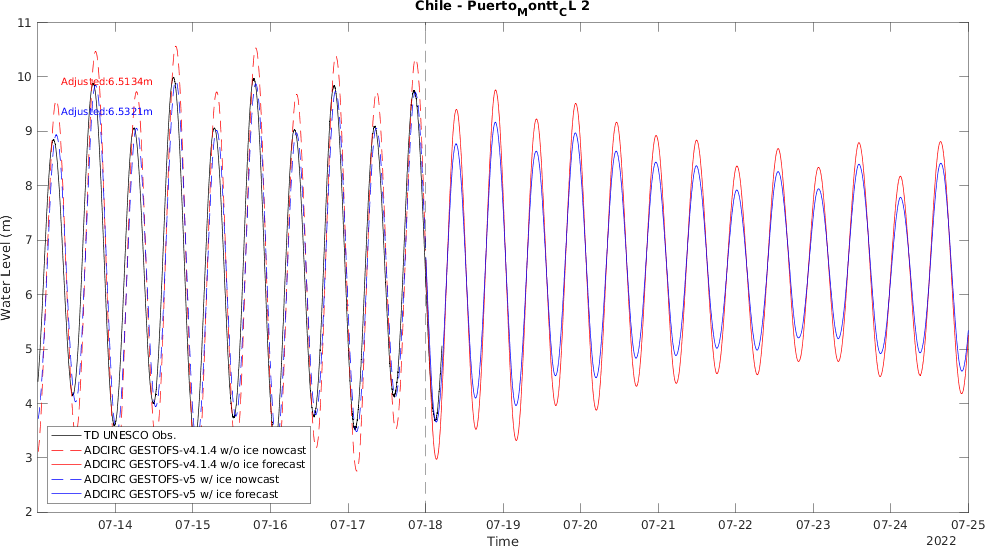 Chile - Puerto_Montt_CL 2
11
10
9
8
7
6
5
4
3
2
Water Level (m)
Adjusted:6.5134m
Adjusted:6.5321m
TD UNESCO Obs.
ADCIRC GESTOFS-v4.1.4 w/o ice nowcast
ADCIRC GESTOFS-v4.1.4 w/o ice forecast
ADCIRC GESTOFS-v5 w/ ice nowcast
ADCIRC GESTOFS-v5 w/ ice forecast
07-14 07-15 07-16 07-17 07-18 07-19 07-20 07-21 07-22 07-23 07-24 07-25
Time
2022